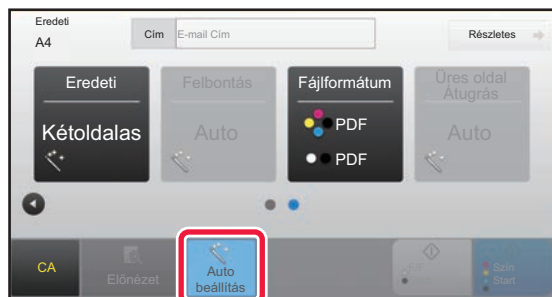 Eredeti
A4
Cím
E-mail Cím
Részletes
Eredeti
Kétoldalas
Felbontás
Auto
Fájlformátum
PDF
PDF
Üres oldal
Átugrás
Auto
CA
Előnézet
Auto
beállítás
F/F
Szín
Start